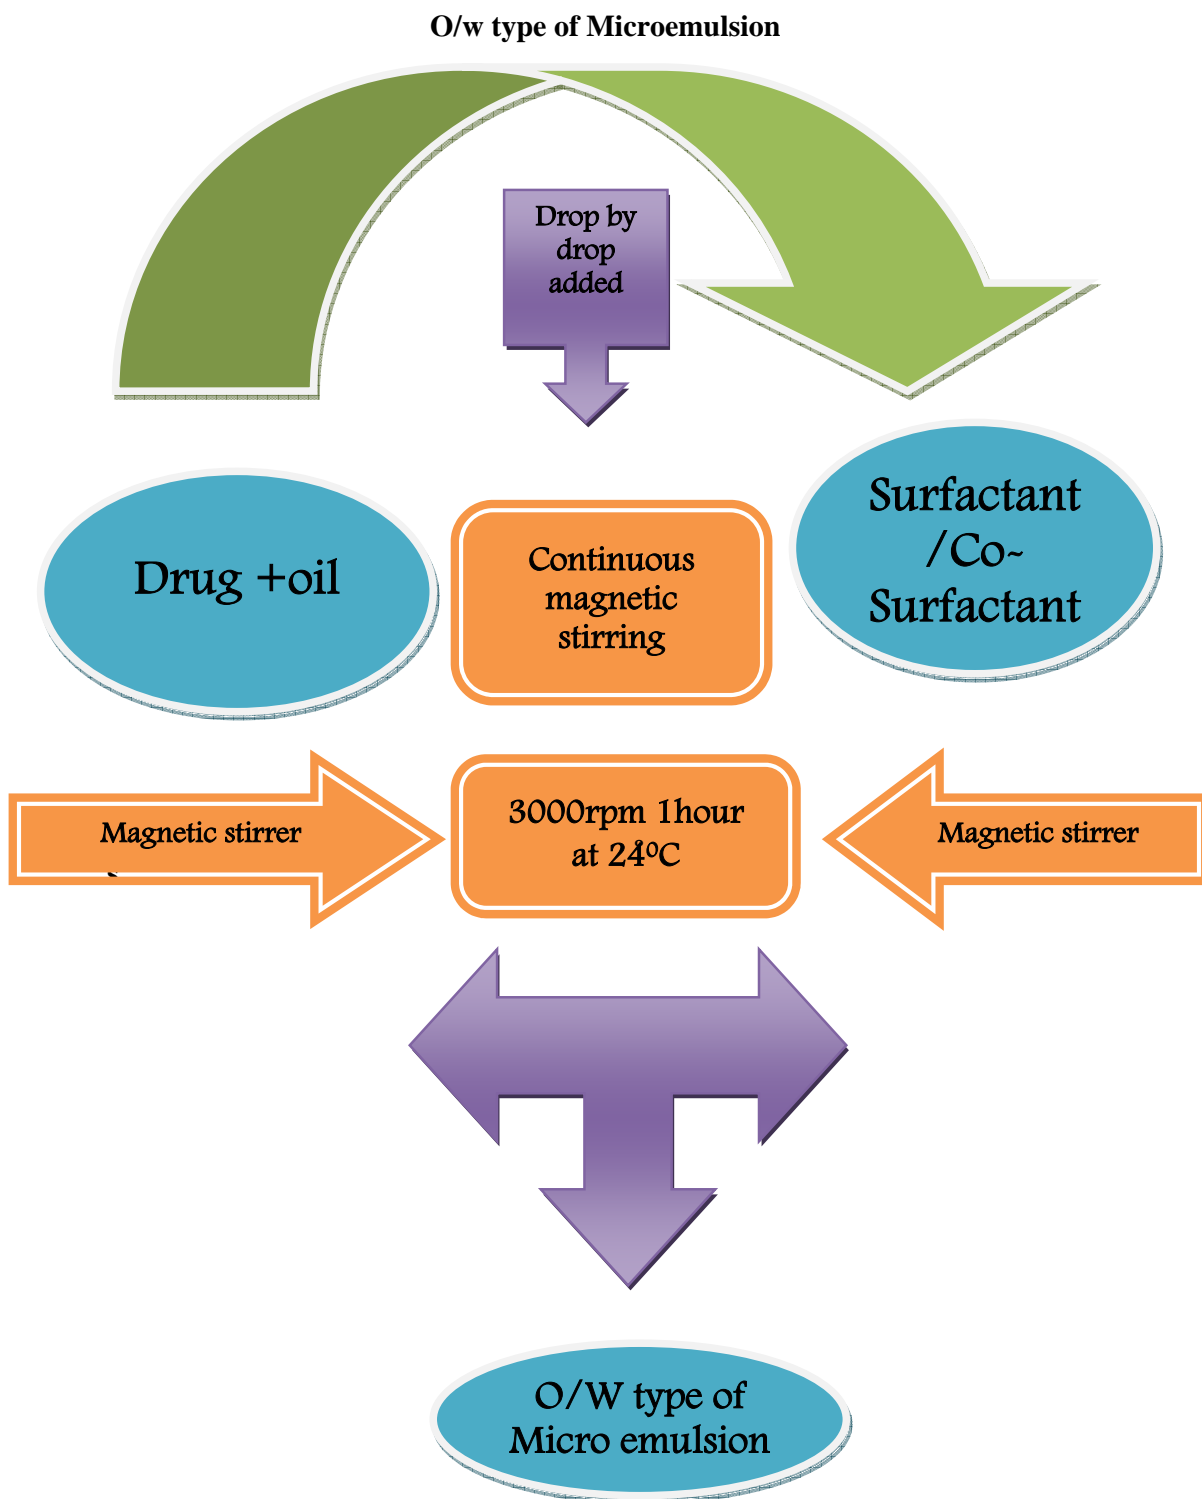 O/w type of Microemulsion
Drop by
drop
added
Drug +oil
Continuous
magnetic
stirring
Surfactant
/Co-
Surfactant
Magnetic stirrer
3000rpm 1hour
at 24⁰C
Magnetic stirrer
O/W type of
Micro emulsion